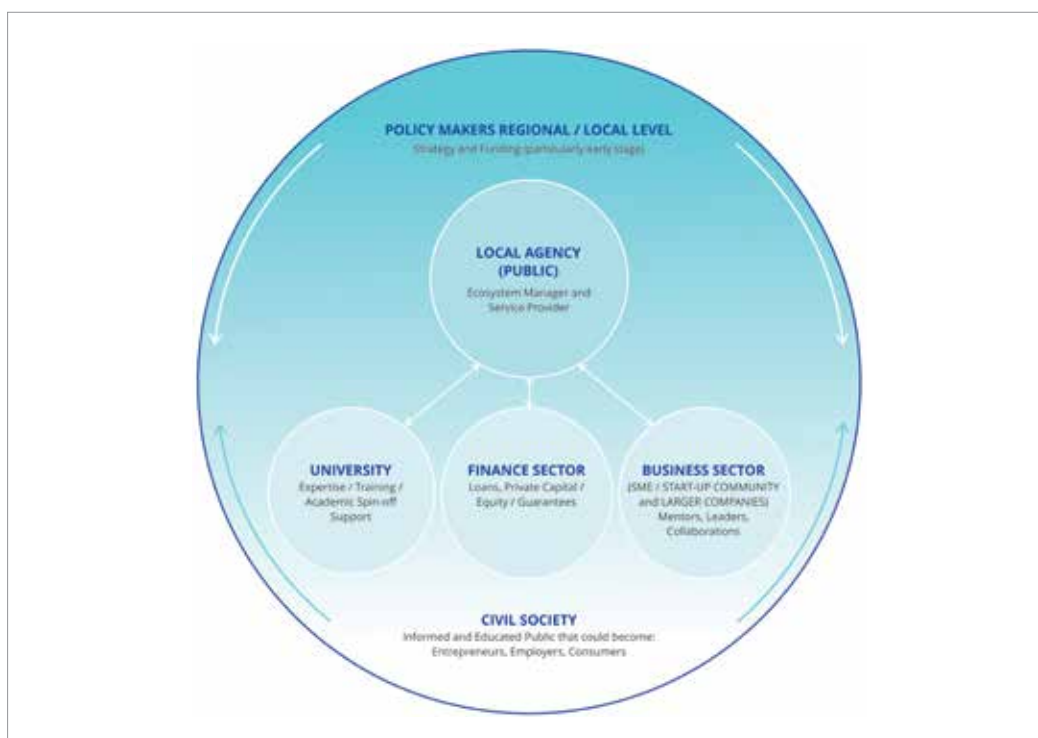 POLICY MAKERS REGIONAL / LOCAL LEVEL
Strategy and Funding (particularly early stage)
LOCAL AGENCY
(PUBLIC)
Ecosystem Manager and
Service Provider
UNIVERSITY
Expertise / Training /
Academic Spin-off
Support
FINANCE SECTOR
Loans, Private Capital /
Equity / Guarantees
BUSINESS SECTOR
(SME / START-UP COMMUNITY
and LARGER COMPANIES)
Mentors, Leaders,
Collaborations
CIVIL SOCIETY
Informed and Educated Public that could become:
Entrepreneurs, Employers, Consumers